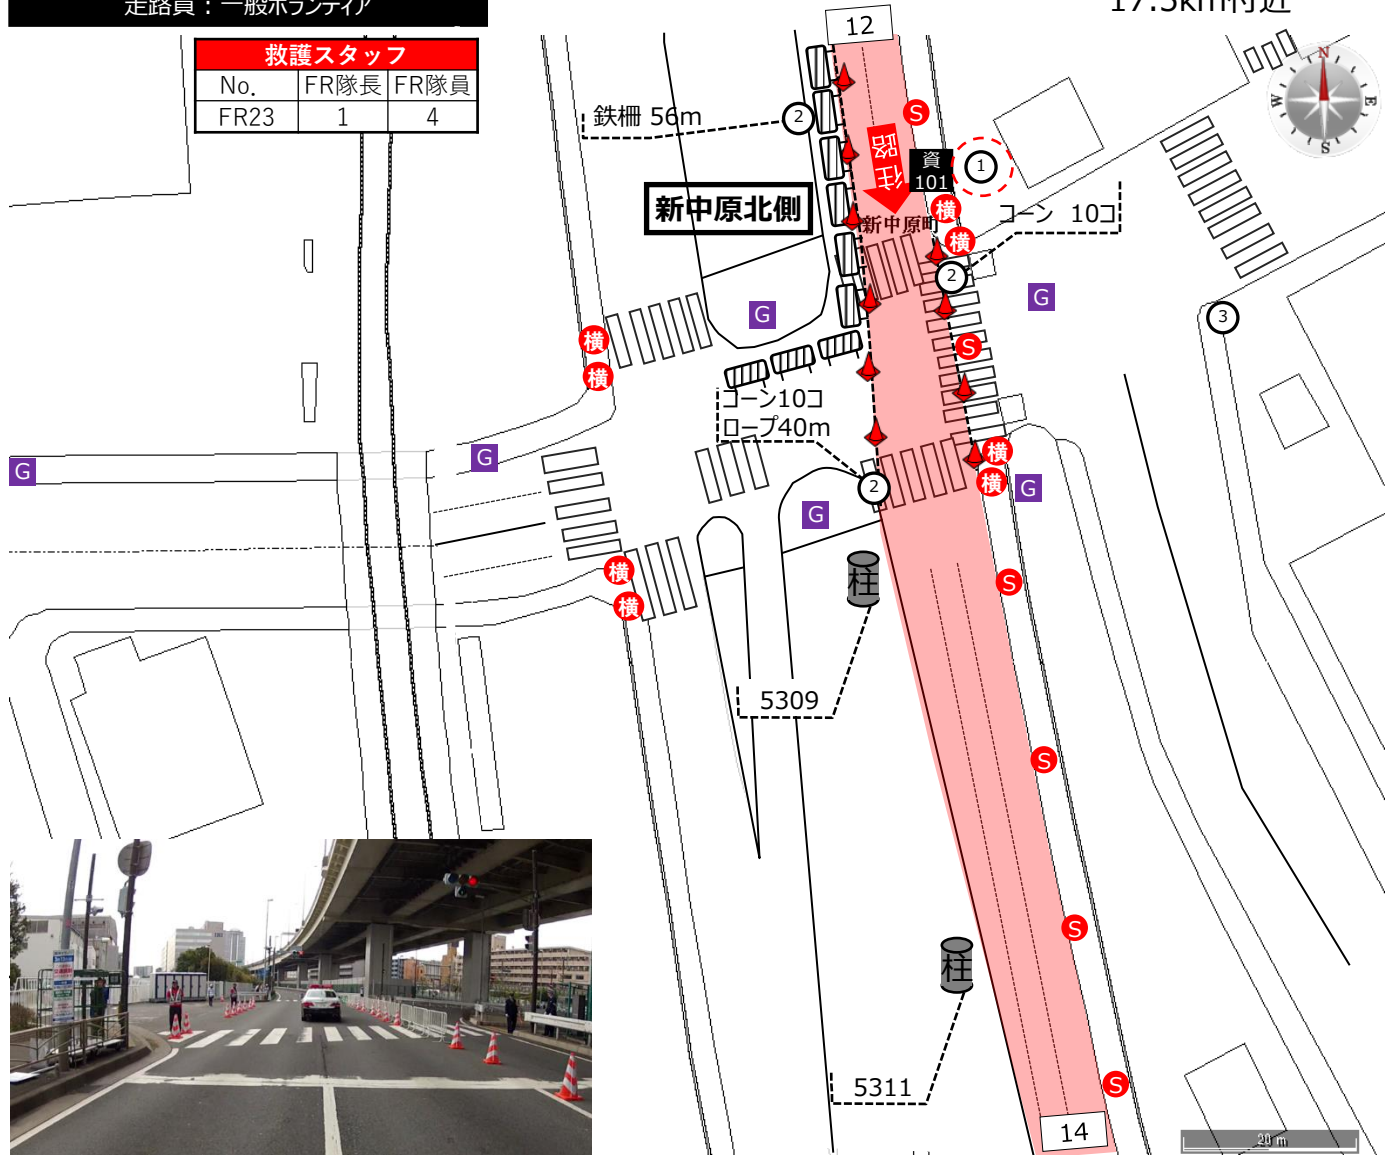 走路員：一般ボランティア
17.5km付近
救護スタッフ
No. FR隊長 FR隊員
FR23 1 4
12
鉄柵 56m
2
S
往路
資
101
1
新中原北側
新中原町
横
横
コーン 10コ
2
G
G
3
横
横
S
コーン10コ
ロープ40m
G
G
横
横
2
G
G
柱
横
横
S
5309
S
S
柱
5311
S
14
20 m
N
E
S
W